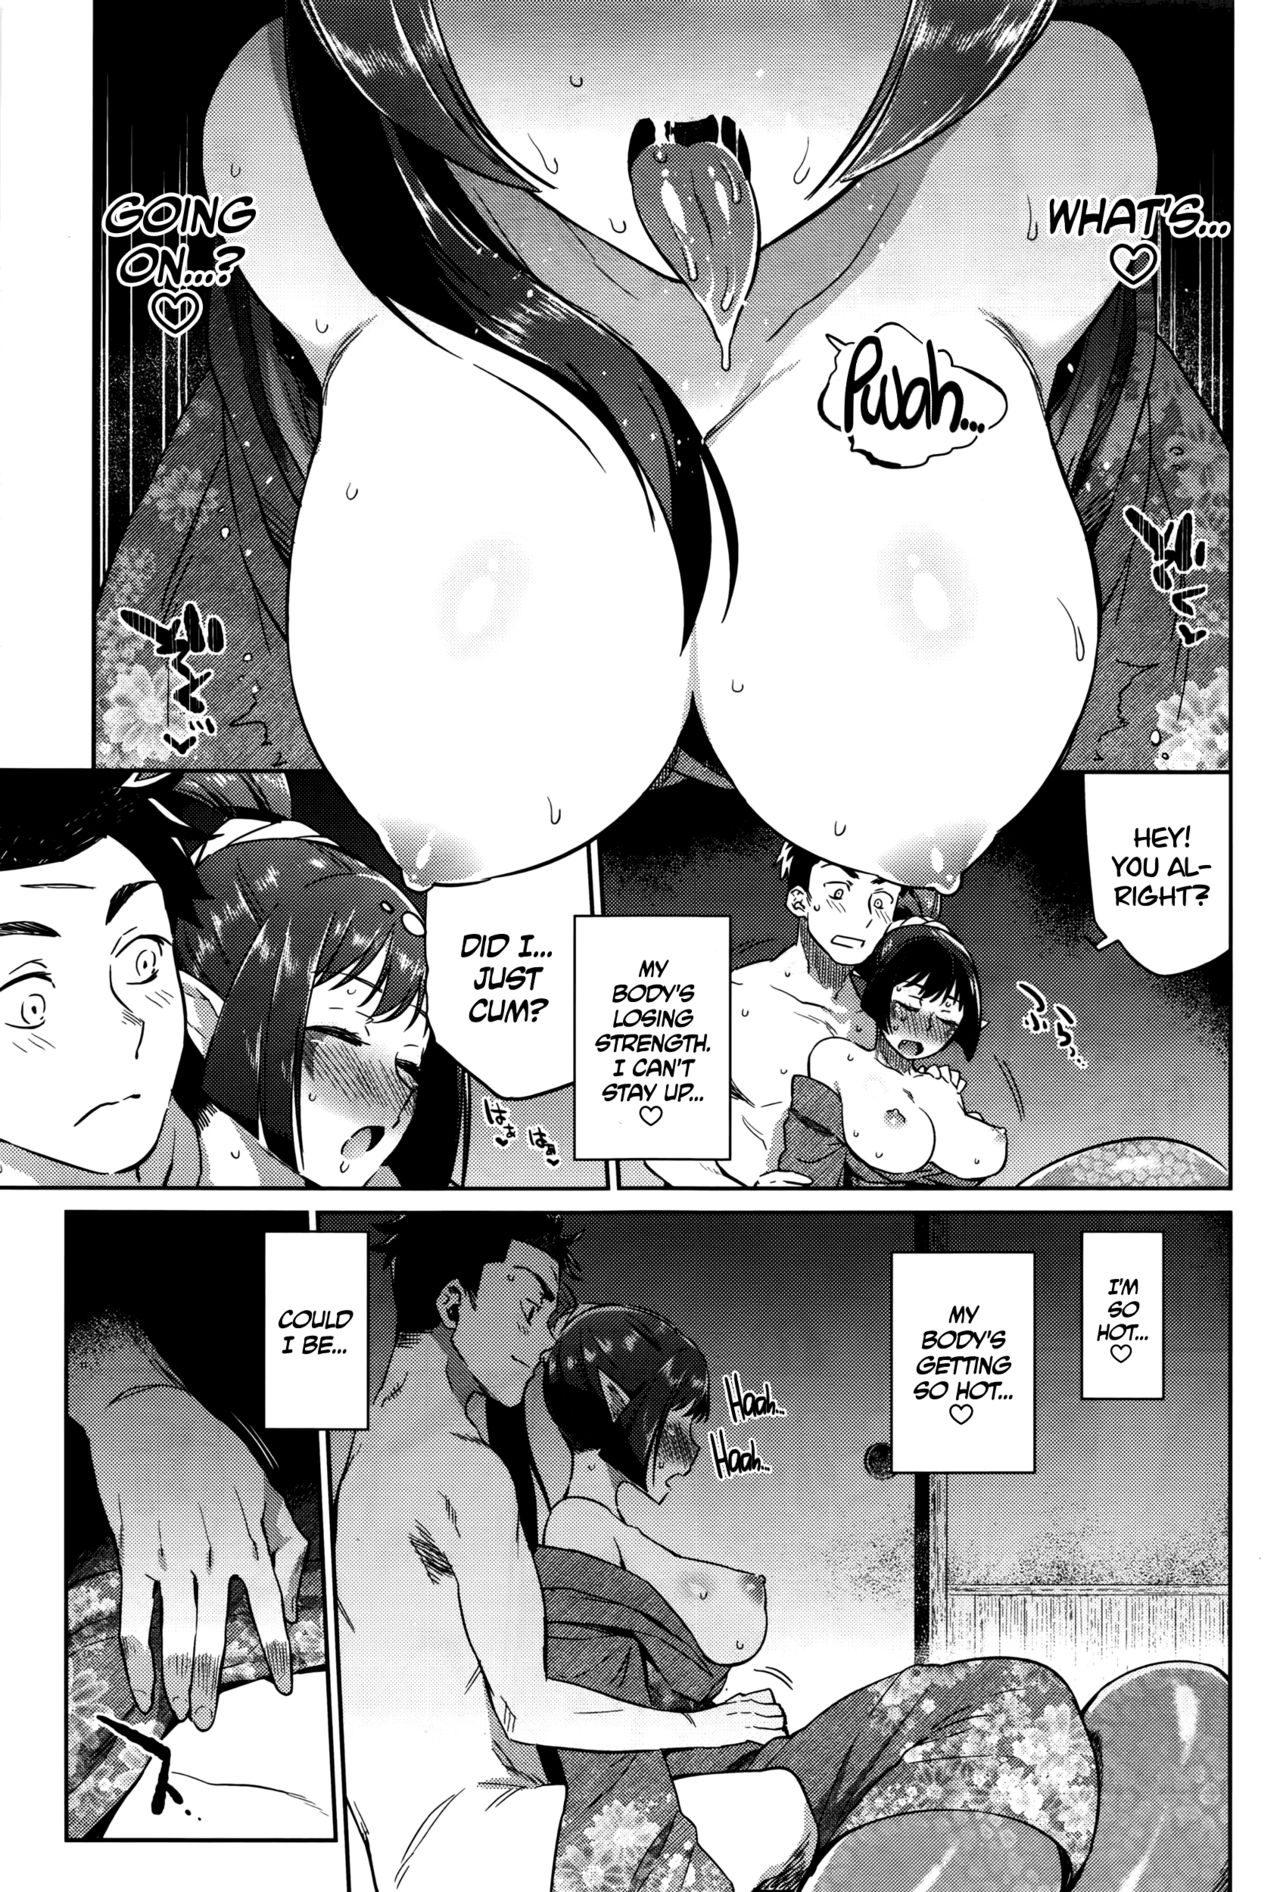 WHAT'S...
♡
GOING
ON...?
♡
Pwah...
HEY!
YOU AL-
RIGHT?
MY
BODY'S
LOSING
STRENGTH.
I CAN'T
STAY UP...
♡
DID I...
JUST
CUM?
はぁ
はぁ
I'M
SO
HOT...
♡
MY
BODY'S
GETTING
SO HOT...
♡
Haah...
Haah...
COULD
I BE...